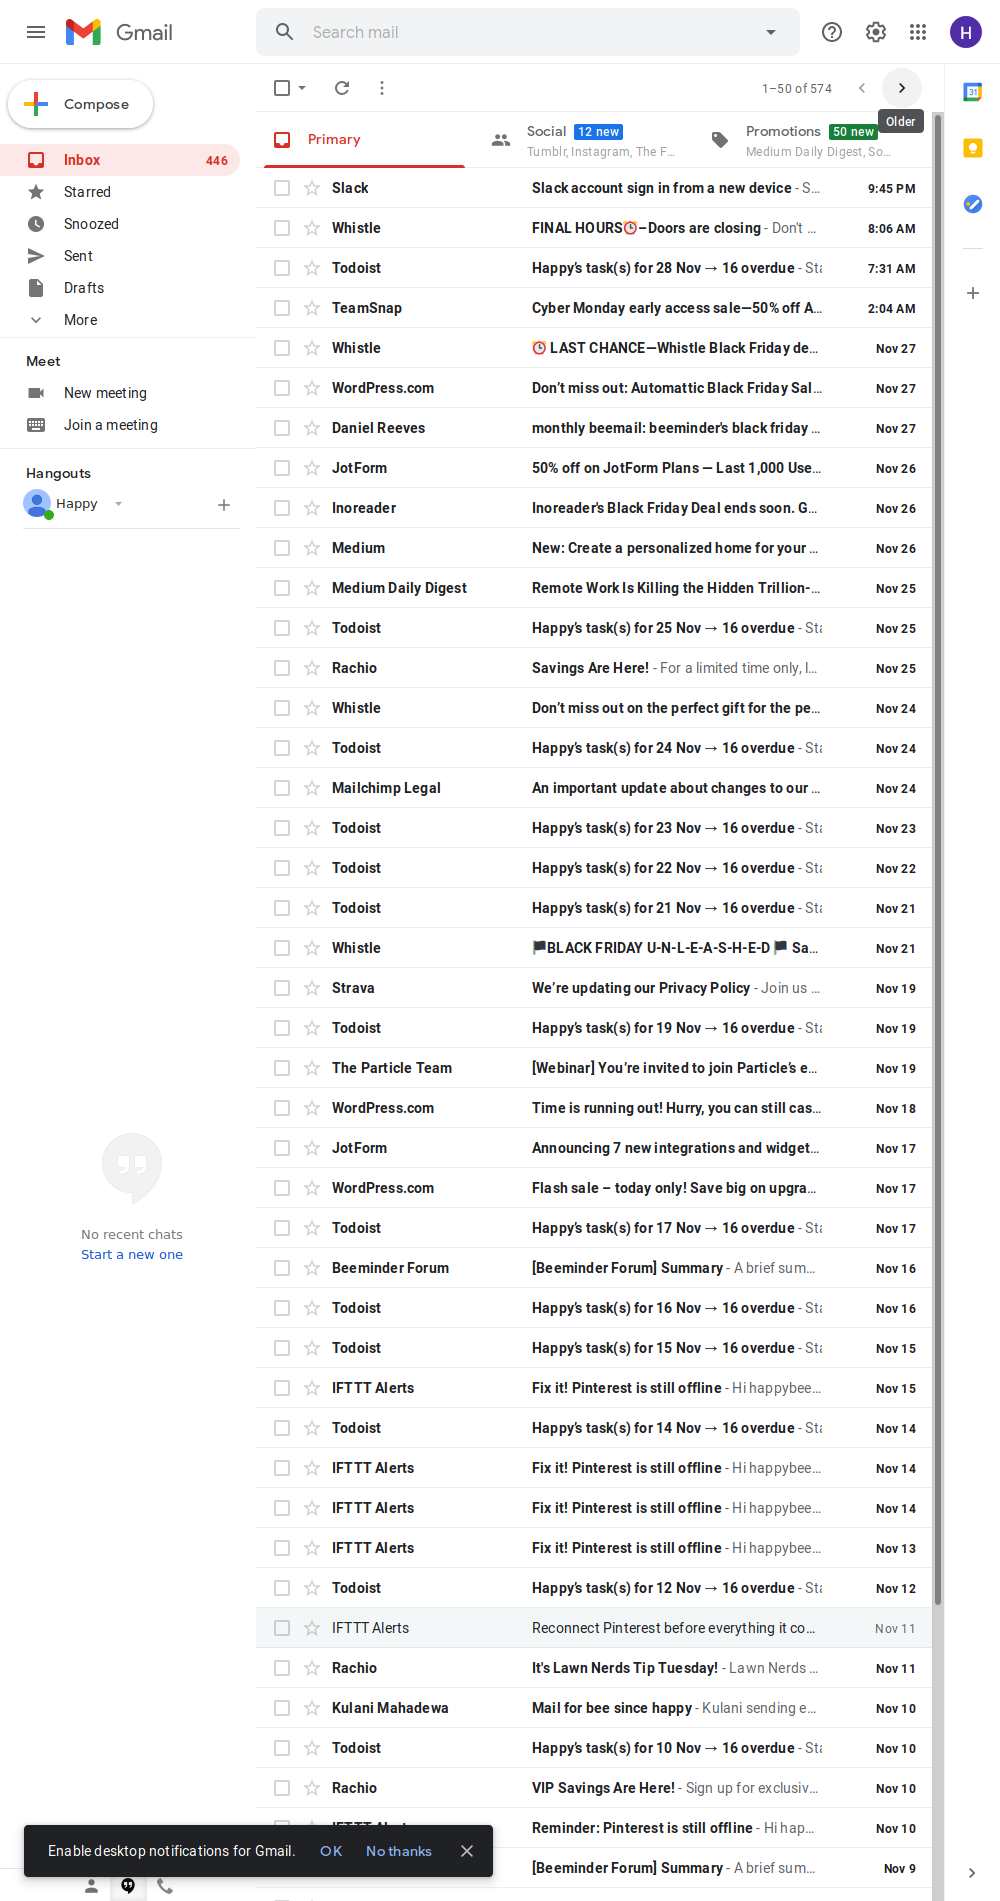 Gmail
Search mail
H
Compose
1–50 of 574
Older
Inbox 446
Starred
Snoozed
Sent
Drafts
More
Meet
New meeting
Join a meeting
Hangouts
Happy
No recent chats
Start a new one
Primary
Social 12 new
Tumblr, Instagram, The F…
Promotions 50 new
Medium Daily Digest, So…
31
Slack Slack account sign in from a new device - S… 9:45 PM
Whistle FINAL HOURS⏰–Doors are closing - Don't … 8:06 AM
Todoist Happy's task(s) for 28 Nov → 16 overdue - Sta 7:31 AM
TeamSnap Cyber Monday early access sale—50% off A… 2:04 AM
Whistle ⏰ LAST CHANCE—Whistle Black Friday de… Nov 27
WordPress.com Don't miss out: Automattic Black Friday Sal… Nov 27
Daniel Reeves monthly beemail: beeminder's black friday … Nov 27
JotForm 50% off on JotForm Plans — Last 1,000 Use… Nov 26
Inoreader Inoreader's Black Friday Deal ends soon. G… Nov 26
Medium New: Create a personalized home for your … Nov 26
Medium Daily Digest Remote Work Is Killing the Hidden Trillion-… Nov 25
Todoist Happy's task(s) for 25 Nov → 16 overdue - Sta Nov 25
Rachio Savings Are Here! - For a limited time only, l… Nov 25
Whistle Don't miss out on the perfect gift for the pe… Nov 24
Todoist Happy's task(s) for 24 Nov → 16 overdue - Sta Nov 24
Mailchimp Legal An important update about changes to our … Nov 24
Todoist Happy's task(s) for 23 Nov → 16 overdue - Sta Nov 23
Todoist Happy's task(s) for 22 Nov → 16 overdue - Sta Nov 22
Todoist Happy's task(s) for 21 Nov → 16 overdue - Sta Nov 21
Whistle 🏴BLACK FRIDAY U-N-L-E-A-S-H-E-D 🏴 Sa… Nov 21
Strava We're updating our Privacy Policy - Join us … Nov 19
Todoist Happy's task(s) for 19 Nov → 16 overdue - Sta Nov 19
The Particle Team [Webinar] You're invited to join Particle's e… Nov 19
WordPress.com Time is running out! Hurry, you can still cas… Nov 18
JotForm Announcing 7 new integrations and widget… Nov 17
WordPress.com Flash sale – today only! Save big on upgra… Nov 17
Todoist Happy's task(s) for 17 Nov → 16 overdue - Sta Nov 17
Beeminder Forum [Beeminder Forum] Summary - A brief sum… Nov 16
Todoist Happy's task(s) for 16 Nov → 16 overdue - Sta Nov 16
Todoist Happy's task(s) for 15 Nov → 16 overdue - Sta Nov 15
IFTTT Alerts Fix it! Pinterest is still offline - Hi happybee… Nov 15
Todoist Happy's task(s) for 14 Nov → 16 overdue - Sta Nov 14
IFTTT Alerts Fix it! Pinterest is still offline - Hi happybee… Nov 14
IFTTT Alerts Fix it! Pinterest is still offline - Hi happybee… Nov 14
IFTTT Alerts Fix it! Pinterest is still offline - Hi happybee… Nov 13
Todoist Happy's task(s) for 12 Nov → 16 overdue - Sta Nov 12
IFTTT Alerts Reconnect Pinterest before everything it co… Nov 11
Rachio It's Lawn Nerds Tip Tuesday! - Lawn Nerds … Nov 11
Kulani Mahadewa Mail for bee since happy - Kulani sending e… Nov 10
Todoist Happy's task(s) for 10 Nov → 16 overdue - Sta Nov 10
Rachio VIP Savings Are Here! - Sign up for exclusiv… Nov 10
Reminder: Pinterest is still offline - Hi hap… Nov 10
[Beeminder Forum] Summary - A brief sum… Nov 9
Enable desktop notifications for Gmail. OK No thanks